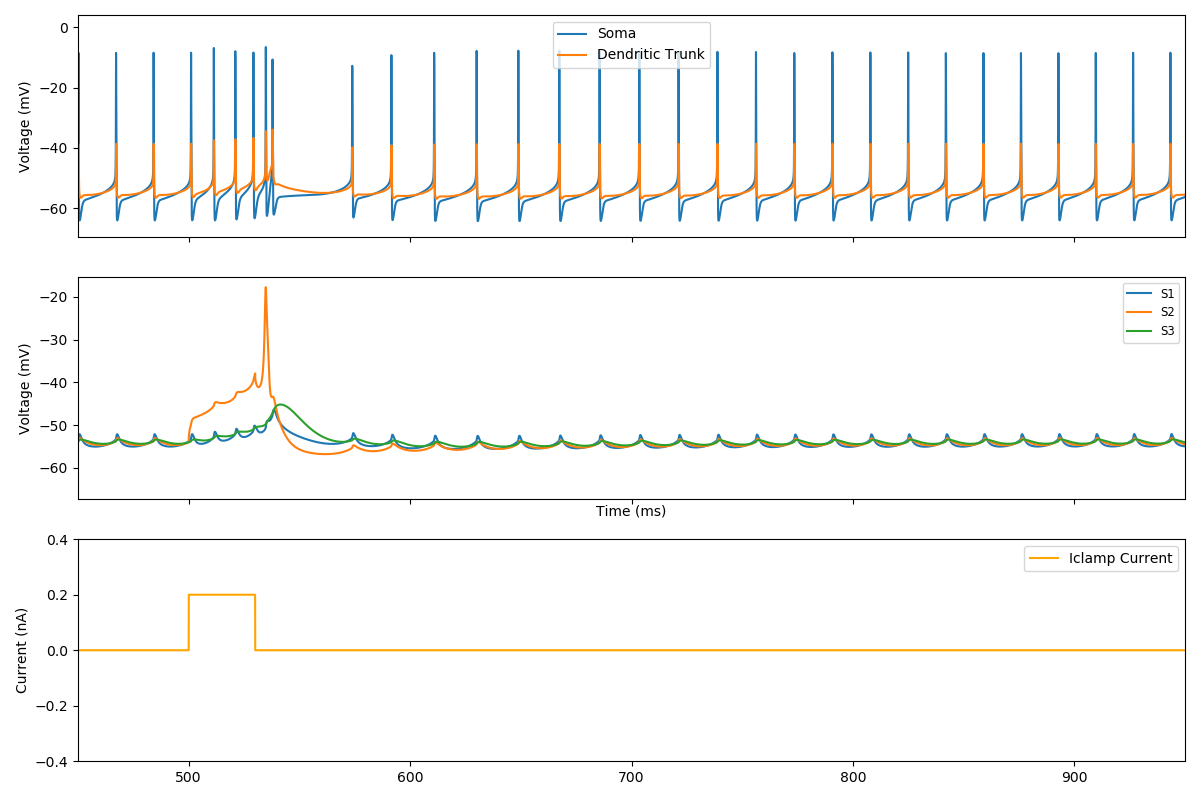 0
−20
−40
−60
Voltage (mV)
Soma
Dendritic Trunk
−20
−30
−40
−50
−60
Voltage (mV)
S1
S2
S3
Time (ms)
0.4
0.2
0.0
−0.2
−0.4
Current (nA)
Iclamp Current
500
600
700
800
900